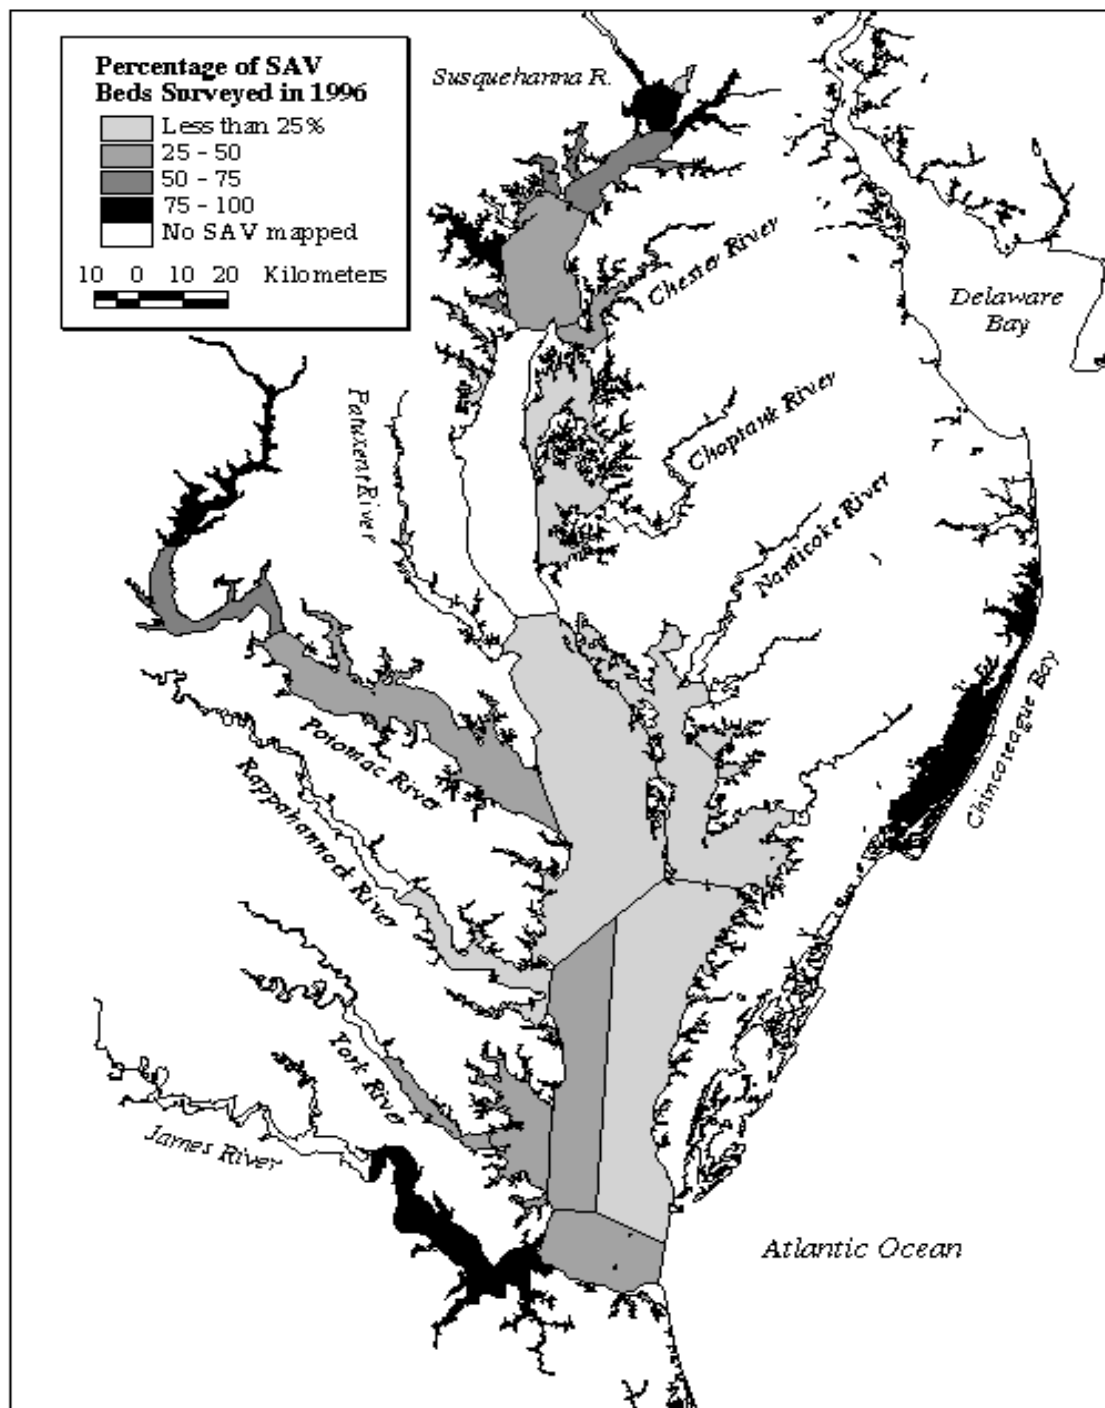 Percentage of SAV
Beds Surveyed in 1996
Less than 25%
25 - 50
50 - 75
75 - 100
No SAV mapped
10 0 10 20 Kilometers
Susquehanna R.
Chester River
Delaware
Bay
Patuxent River
Choptank River
Nanticoke River
Potomac River
Rappahannock River
Chincoteague Bay
York River
James River
Atlantic Ocean